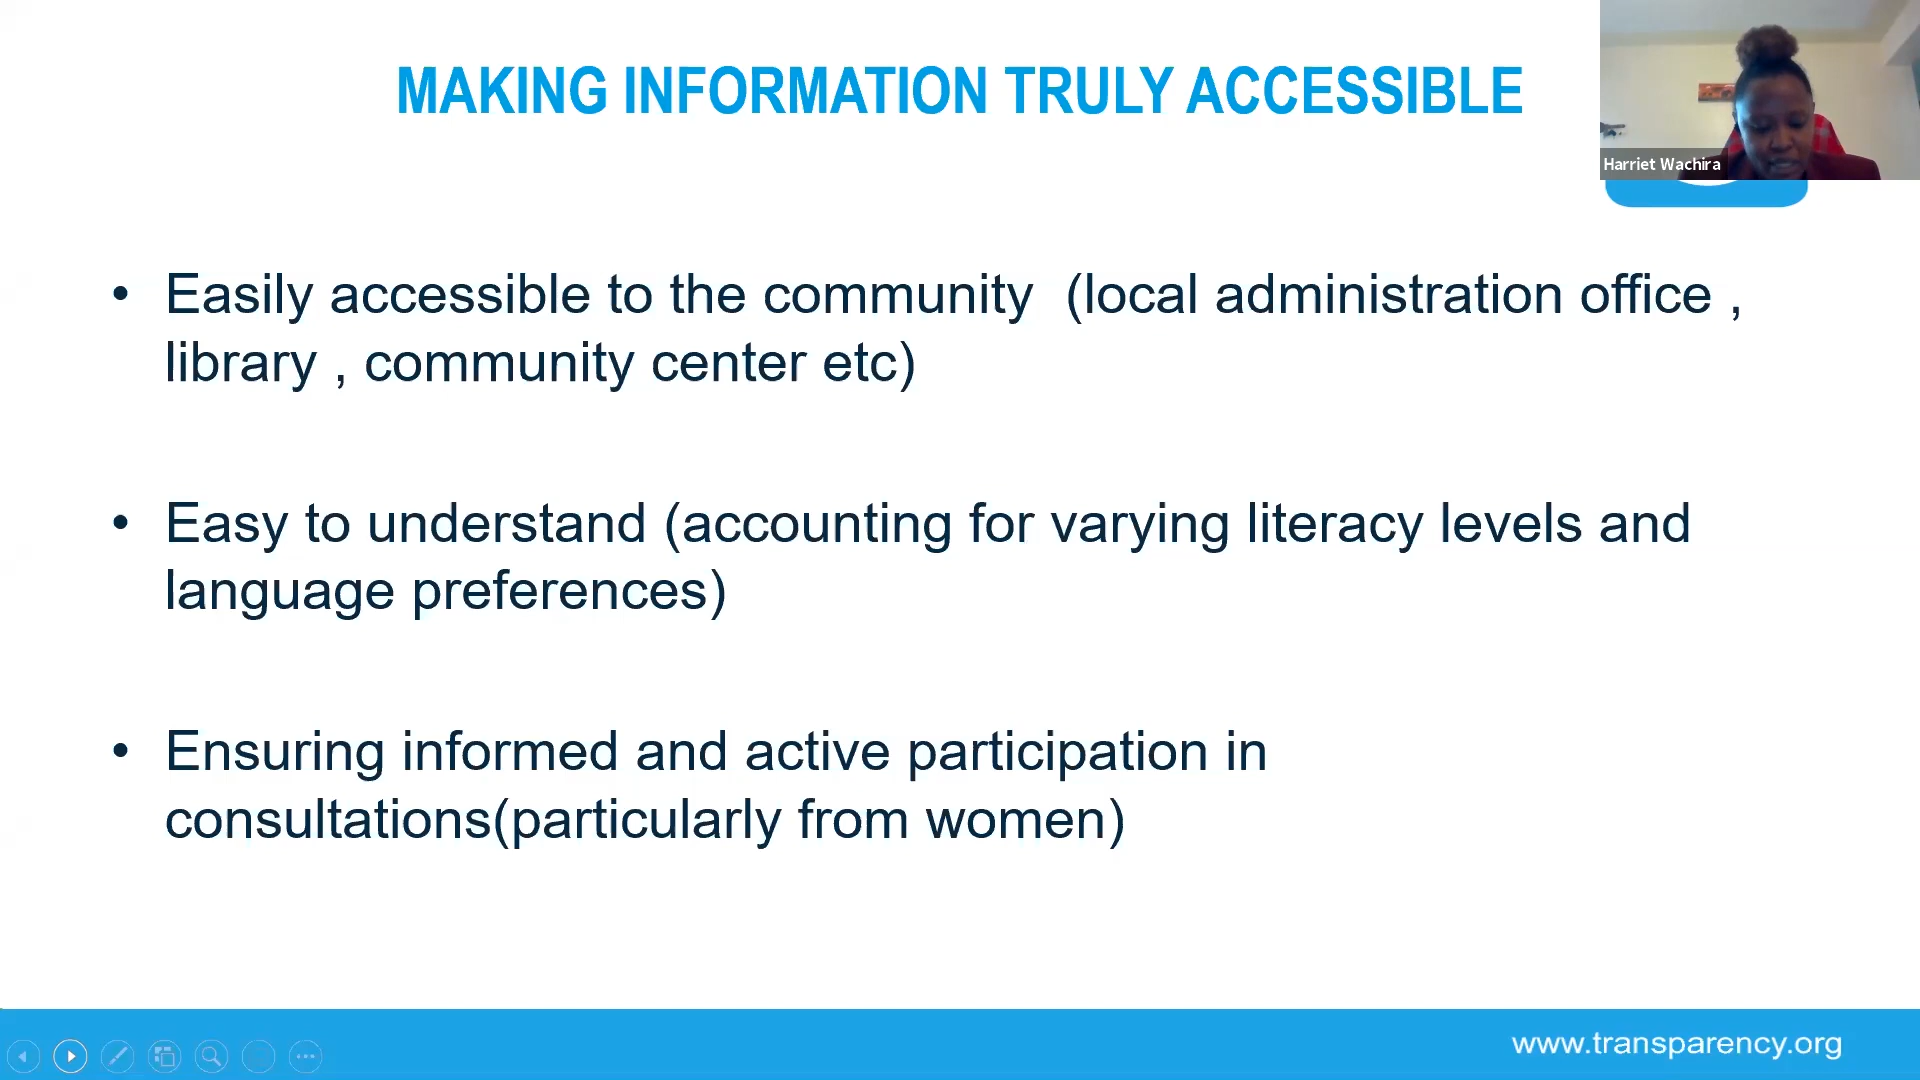 MAKING INFORMATION TRULY ACCESSIBLE
Harriet Wachira
• Easily accessible to the community  (local administration office ,
library , community center etc)
• Easy to understand (accounting for varying literacy levels and
language preferences)
• Ensuring informed and active participation in
consultations(particularly from women)
www.transparency.org